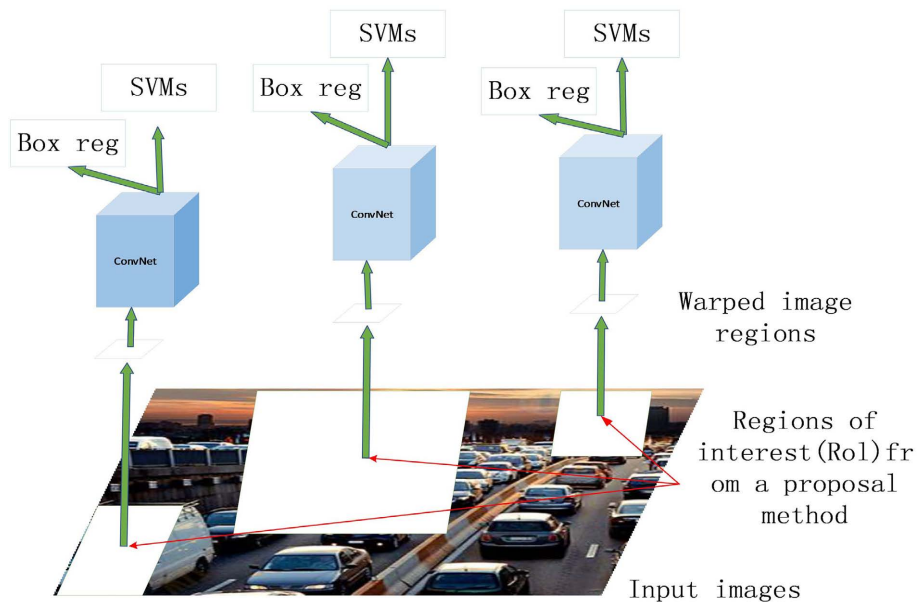 SVMs
SVMs
SVMs
Box reg
Box reg
Box reg
ConvNet
ConvNet
ConvNet
Warped image
regions
Regions of
interest(Rol)fr
om a proposal
method
Input images